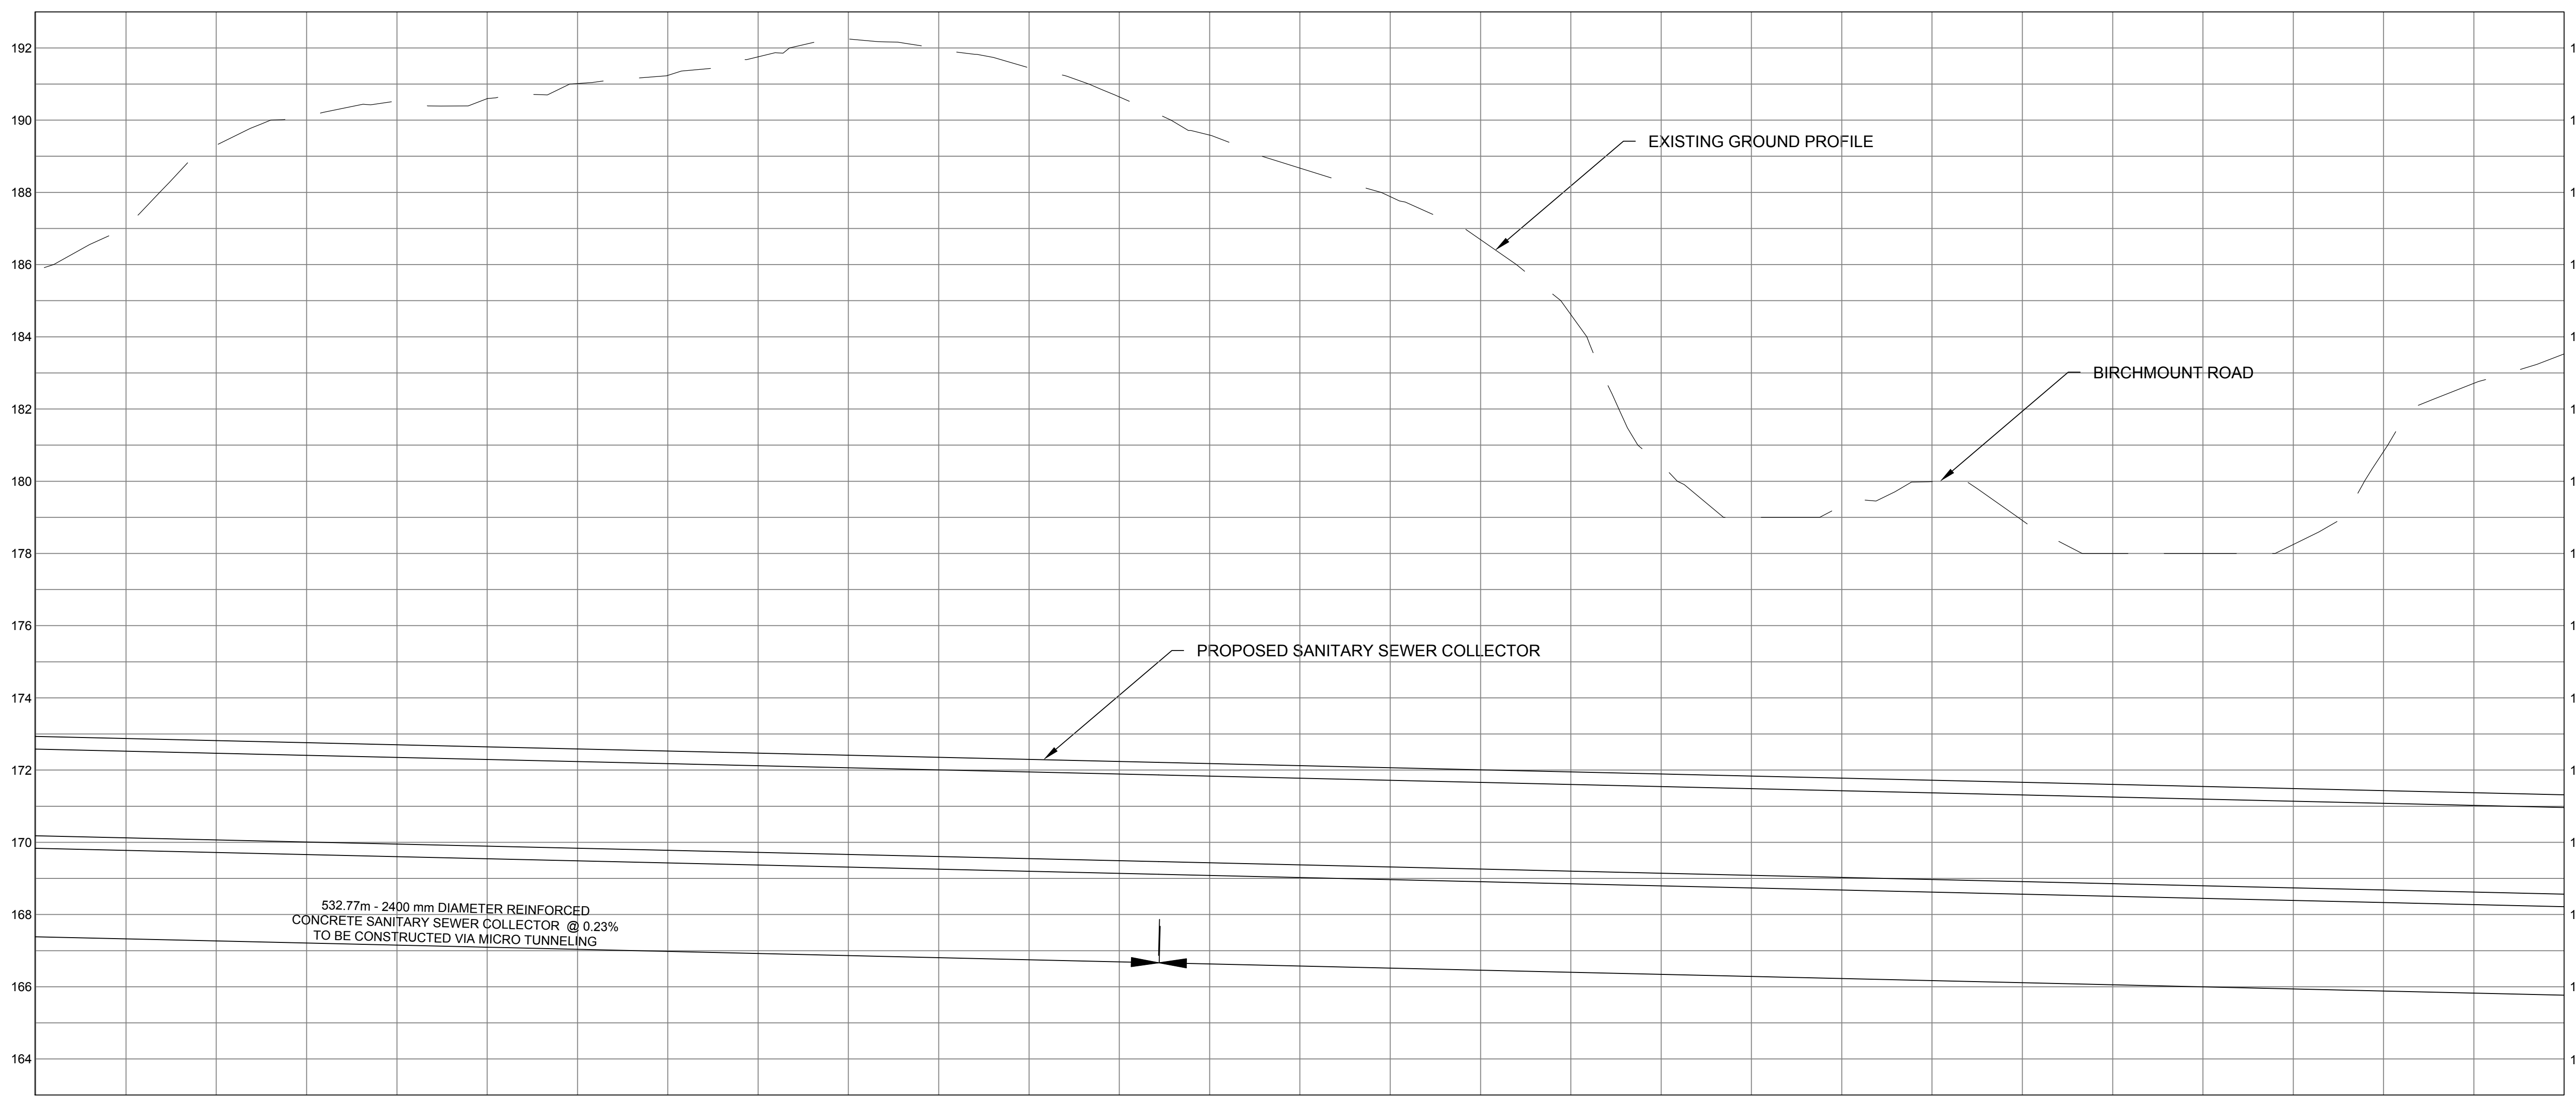 192
190
EXISTING GROUND PROFILE
188
186
184
BIRCHMOUNT ROAD
182
180
178
176
PROPOSED SANITARY SEWER COLLECTOR
174
172
170
532.77m - 2400 mm DIAMETER REINFORCED
CONCRETE SANITARY SEWER COLLECTOR @ 0.23%
TO BE CONSTRUCTED VIA MICRO TUNNELING
168
166
164